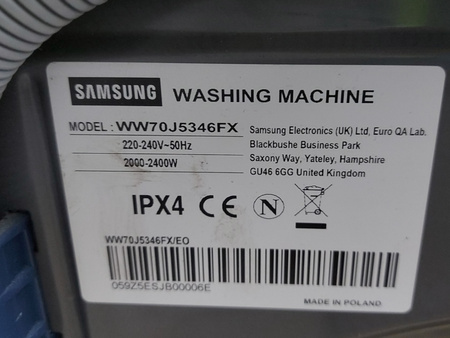 SAMSUNG WASHING MACHINE
MODEL: WW70J5346FX
220-240V~50Hz
2000-2400W
Samsung Electronics (UK) Ltd, Euro QA Lab.
Blackbushe Business Park
Saxony Way, Yateley, Hampshire
GU46 6GG United Kingdom
IPX4 CE N
WW70J5346FX/EO
059Z5ESJB00006E
MADE IN POLAND